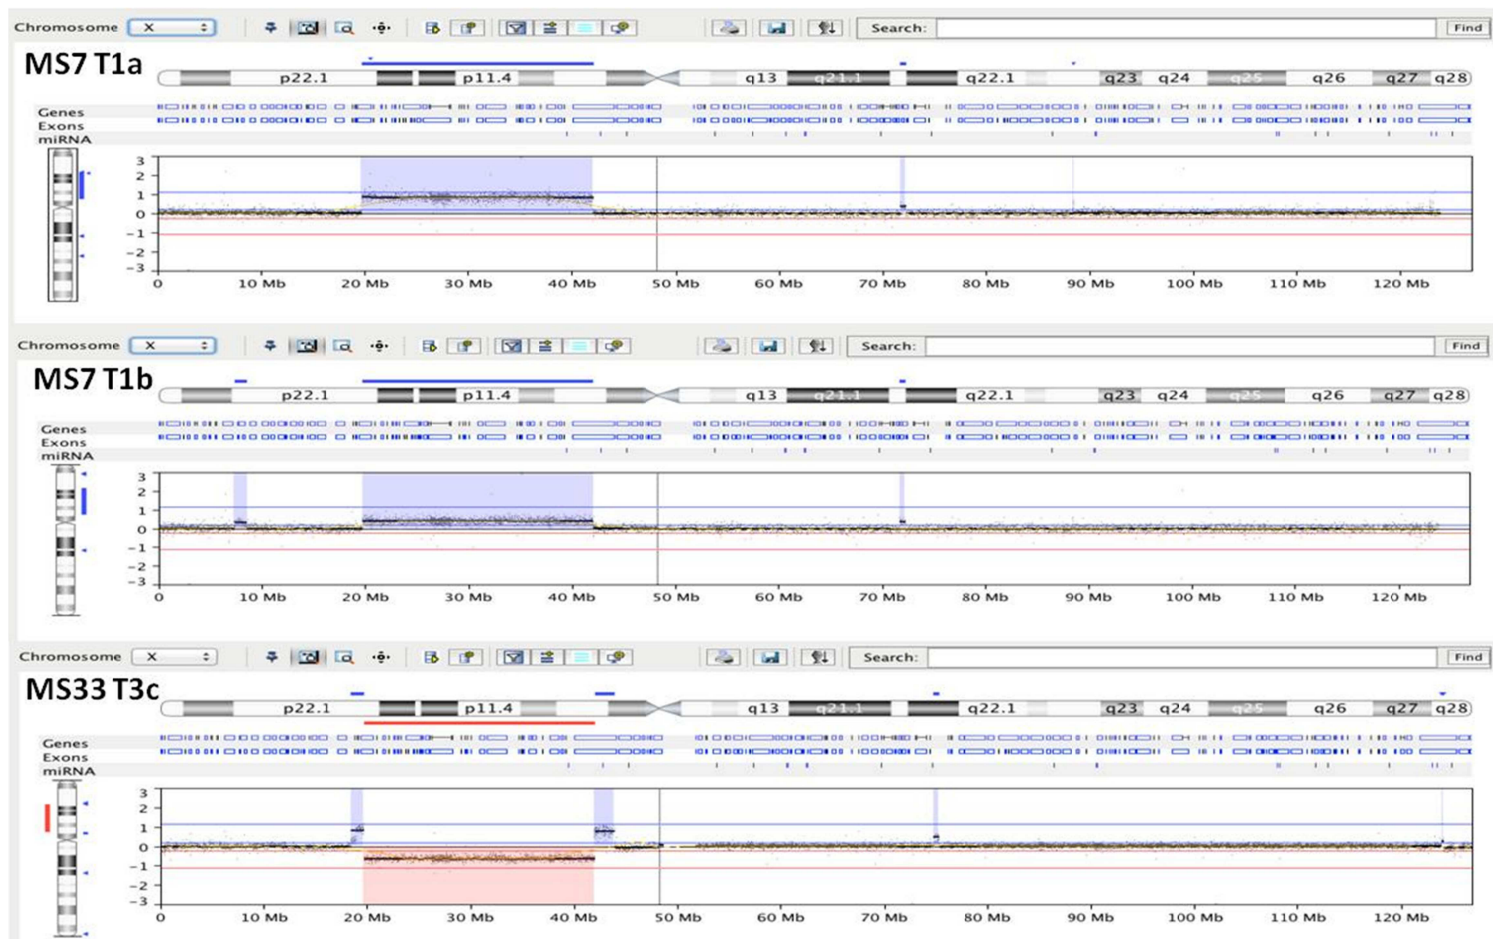 Chromosome X Search: Find
MS7 T1a
p22.1 p11.4 q13 q21.1 q22.1 q23 q24 q25 q26 q27 q28
Genes
Exons
miRNA
3
2
1
0
-1
-2
-3
0 10 Mb 20 Mb 30 Mb 40 Mb 50 Mb 60 Mb 70 Mb 80 Mb 90 Mb 100 Mb 110 Mb 120 Mb
Chromosome X Search: Find
MS7 T1b
p22.1 p11.4 q13 q21.1 q22.1 q23 q24 q25 q26 q27 q28
Genes
Exons
miRNA
3
2
1
0
-1
-2
-3
0 10 Mb 20 Mb 30 Mb 40 Mb 50 Mb 60 Mb 70 Mb 80 Mb 90 Mb 100 Mb 110 Mb 120 Mb
Chromosome X Search: Find
MS33 T3c
p22.1 p11.4 q13 q21.1 q22.1 q23 q24 q25 q26 q27 q28
Genes
Exons
miRNA
3
2
1
0
-1
-2
-3
0 10 Mb 20 Mb 30 Mb 40 Mb 50 Mb 60 Mb 70 Mb 80 Mb 90 Mb 100 Mb 110 Mb 120 Mb